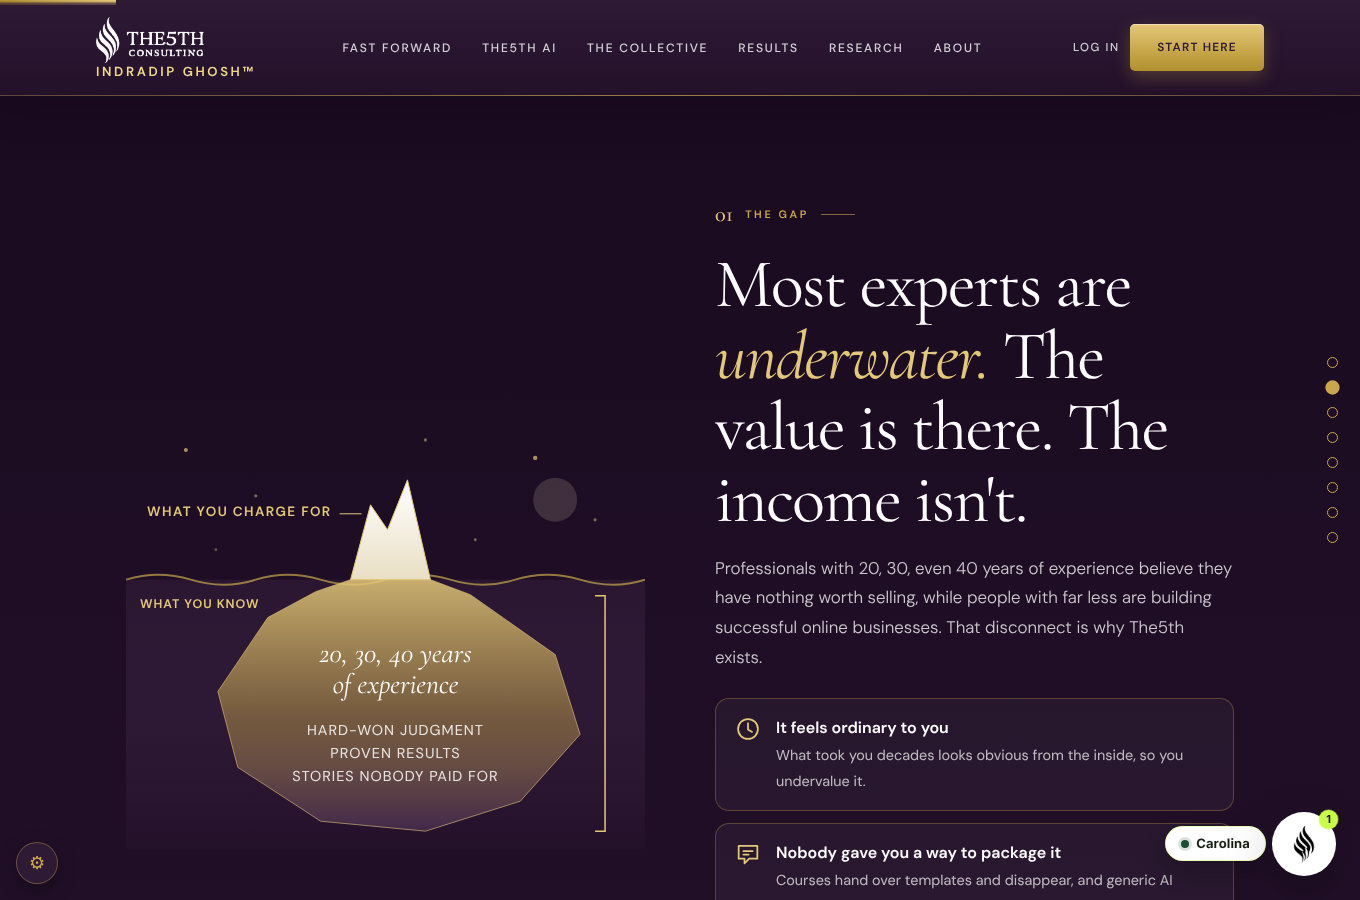 THE5TH
CONSULTING
INDRADIP GHOSH™
FAST FORWARD
THE5TH AI
THE COLLECTIVE
RESULTS
RESEARCH
ABOUT
LOG IN
START HERE
WHAT YOU CHARGE FOR
WHAT YOU KNOW
20, 30, 40 years
of experience
HARD-WON JUDGMENT
PROVEN RESULTS
STORIES NOBODY PAID FOR
01 THE GAP
Most experts are
underwater. The
value is there. The
income isn't.
Professionals with 20, 30, even 40 years of experience believe they
have nothing worth selling, while people with far less are building
successful online businesses. That disconnect is why The5th
exists.
It feels ordinary to you
What took you decades looks obvious from the inside, so you
undervalue it.
Nobody gave you a way to package it
Courses hand over templates and disappear, and generic AI
Carolina
1